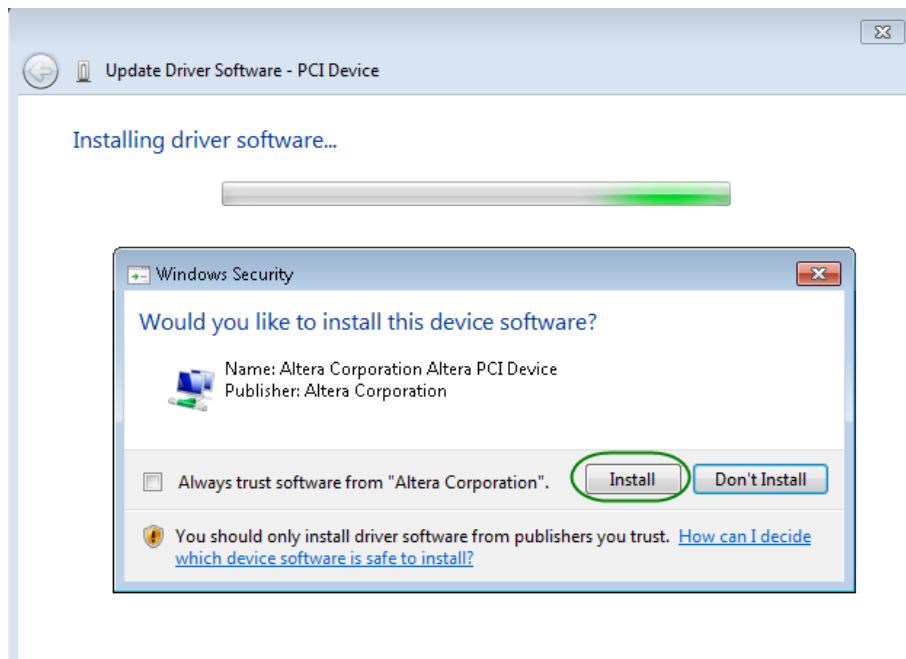 Update Driver Software - PCI Device
Installing driver software...
Windows Security
Would you like to install this device software?
Name: Altera Corporation Altera PCI Device
Publisher: Altera Corporation
Always trust software from "Altera Corporation".
Install
Don't Install
You should only install driver software from publishers you trust. How can I decide
which device software is safe to install?